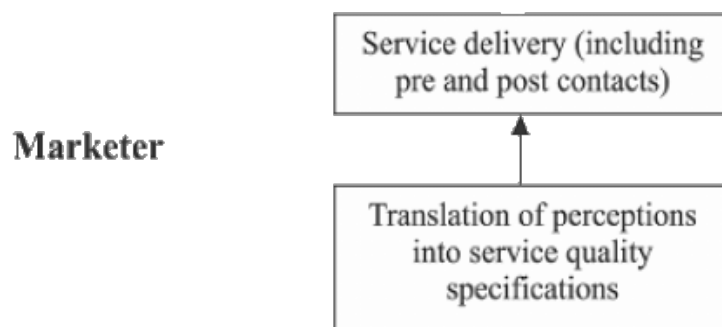 Service delivery (including
pre and post contacts)
Marketer
Translation of perceptions
into service quality
specifications